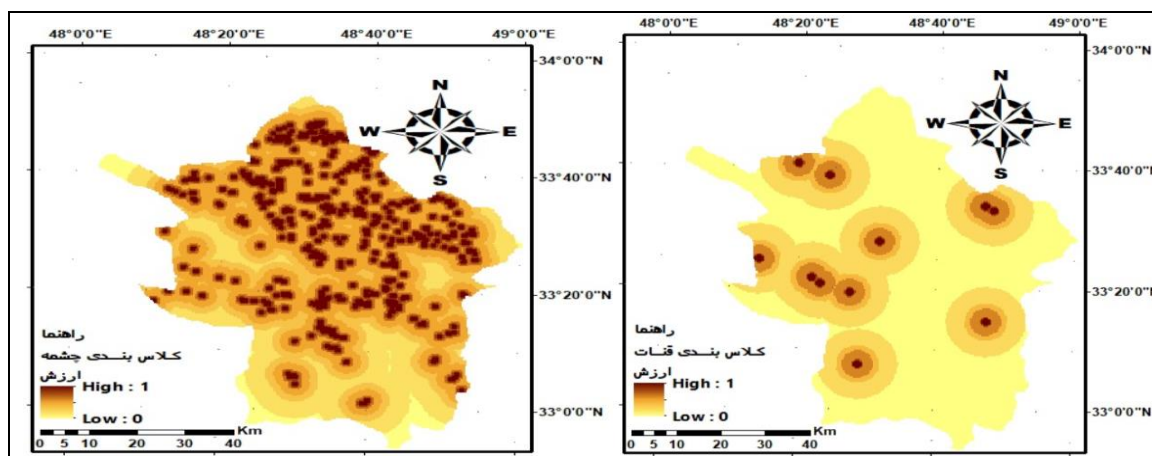 48°0'0"E 48°20'0"E 48°40'0"E 49°0'0"E
34°0'0"N
N
W E
S
33°40'0"N
33°20'0"N
33°0'0"N
راهنما
کلاس بندی چشمه
ارزش
High : 1
Low : 0
Km
0 5 10 20 30 40
48°0'0"E 48°20'0"E 48°40'0"E 49°0'0"E
34°0'0"N
N
W E
S
33°40'0"N
33°20'0"N
33°0'0"N
راهنما
کلاس بندی قنات
ارزش
High : 1
Low : 0
Km
0 5 10 20 30 40